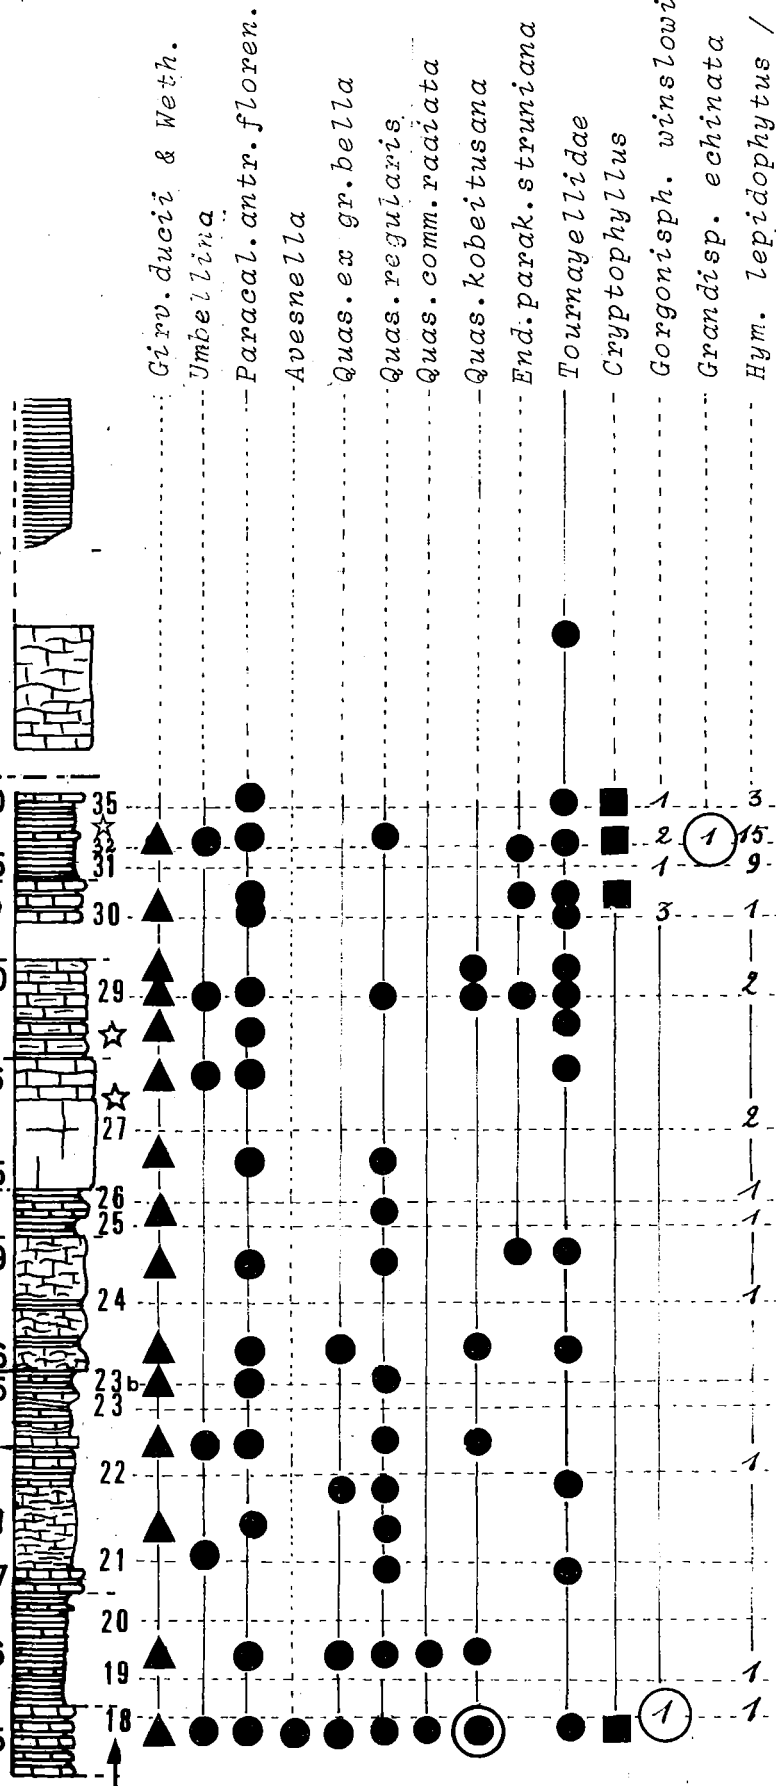 Girv.ducii & Weth.
Umbellina
Paracal.antr.floren.
Avesnella
Quas.ex gr.bella
Quas.regularis
Quas.comm.radiata
Quas.kobeitusana
End.parak.struniana
Tournayellidae
Cryptophyllus
Gorgonisph. winslowi
Grandisp. echinata
Hym. lepidophytus /
35 1 3
32 2 1 15
31 1 9
30 3 1
29 2
27 2
26 1
25 1
24 1
23b
23
22 1
21
20
19 1
18 1 1